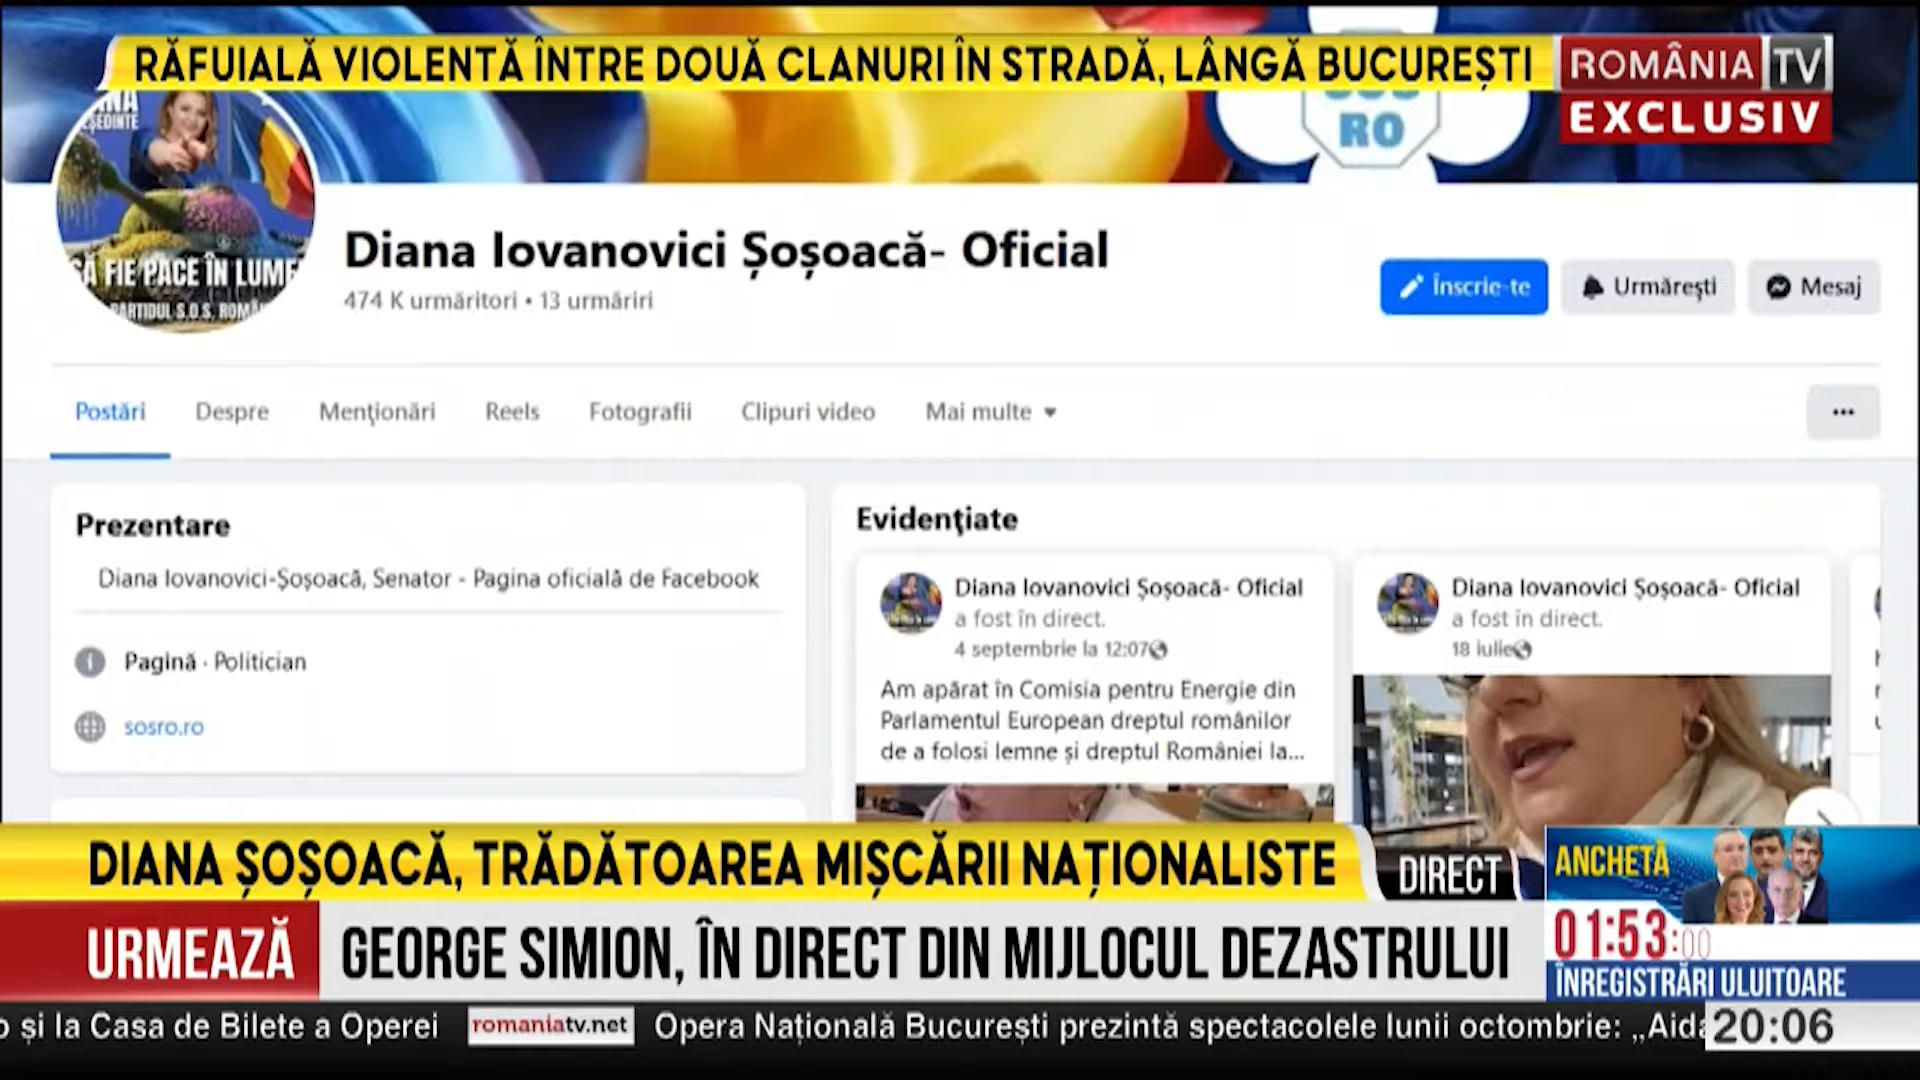 RĂFUIALĂ VIOLENTĂ ÎNTRE DOUĂ CLANURI ÎN STRADĂ, LÂNGĂ BUCUREȘTI
ROMÂNIA TV
EXCLUSIV
RO
FIE PACE ÎN LUME
S.O.S.
Diana Iovanovici Șoșoacă- Oficial
474 K urmăritori • 13 urmăriri
Înscrie-te
Urmărești
Mesaj
Postări
Despre
Menţionări
Reels
Fotografii
Clipuri video
Mai multe
Prezentare
Diana Iovanovici-Șoșoacă, Senator - Pagina oficială de Facebook
Pagină · Politician
sosro.ro
Evidenţiate
Diana Iovanovici Șoșoacă- Oficial
a fost în direct.
4 septembrie la 12:07
Am apărat în Comisia pentru Energie din
Parlamentul European dreptul românilor
de a folosi lemne și dreptul României la...
Diana Iovanovici Șoșoacă- Oficial
a fost în direct.
18 iulie
DIANA ȘOȘOACĂ, TRĂDĂTOAREA MIȘCĂRII NAȚIONALISTE
DIRECT
URMEAZĂ
GEORGE SIMION, ÎN DIRECT DIN MIJLOCUL DEZASTRULUI
ANCHETĂ
01:53:00
ÎNREGISTRĂRI ULUITOARE
și la Casa de Bilete a Operei romaniatv.net Opera Națională București prezintă spectacolele lunii octombrie: „Aida
20:06